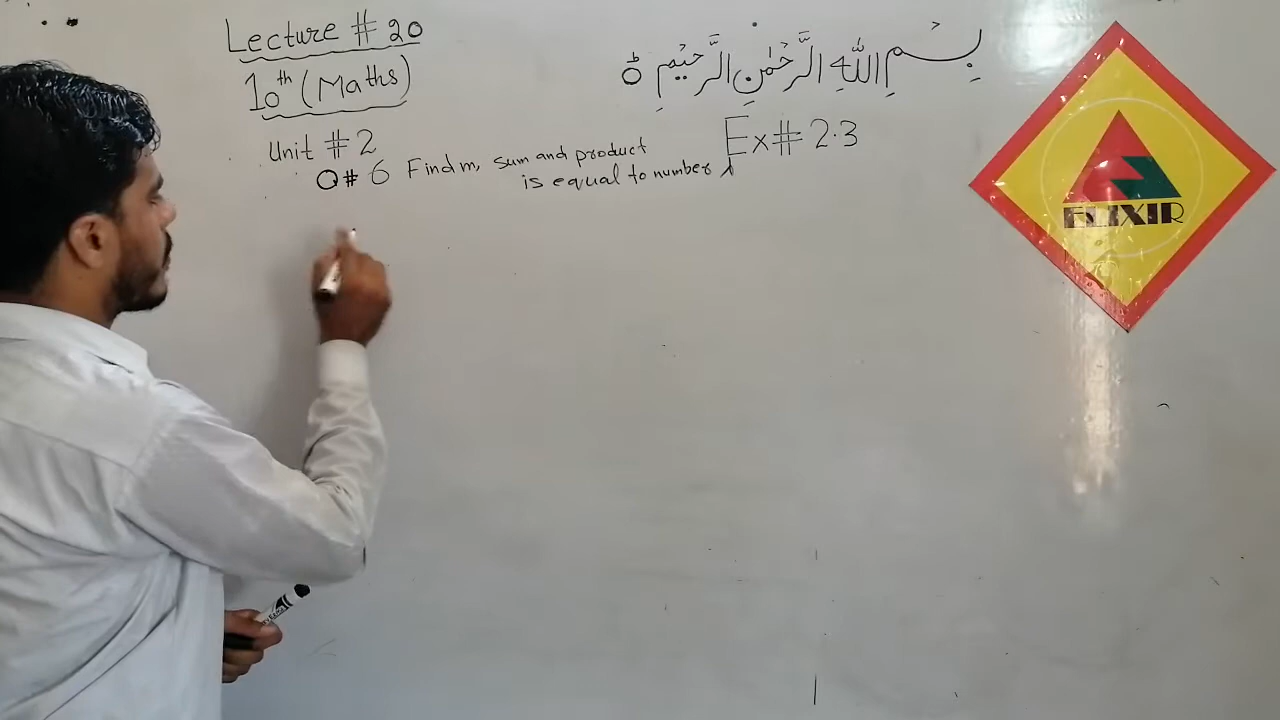 Lecture # 20
بِسْمِ اللّٰهِ الرَّحْمٰنِ الرَّحِيْمِ
10th (Maths)
Unit # 2
Ex# 2.3
Q# 6 Find m, sum and product
is equal to number λ
ELIXIR